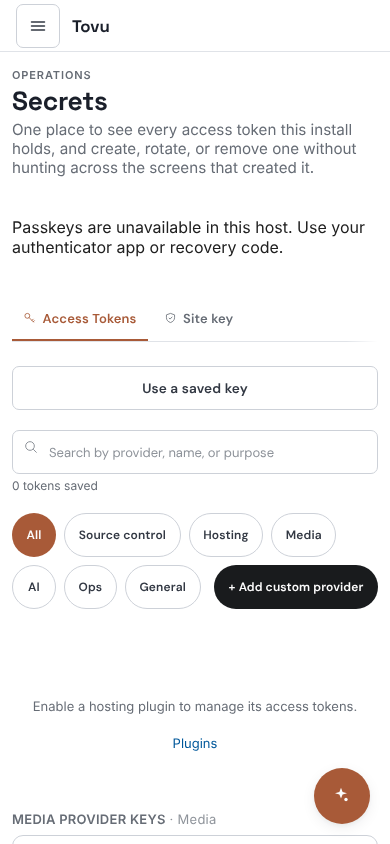 Tovu
OPERATIONS
Secrets
One place to see every access token this install
holds, and create, rotate, or remove one without
hunting across the screens that created it.
Passkeys are unavailable in this host. Use your
authenticator app or recovery code.
Access Tokens
Site key
Use a saved key
Search by provider, name, or purpose
0 tokens saved
All
Source control
Hosting
Media
AI
Ops
General
+ Add custom provider
Enable a hosting plugin to manage its access tokens.
Plugins
MEDIA PROVIDER KEYS · Media